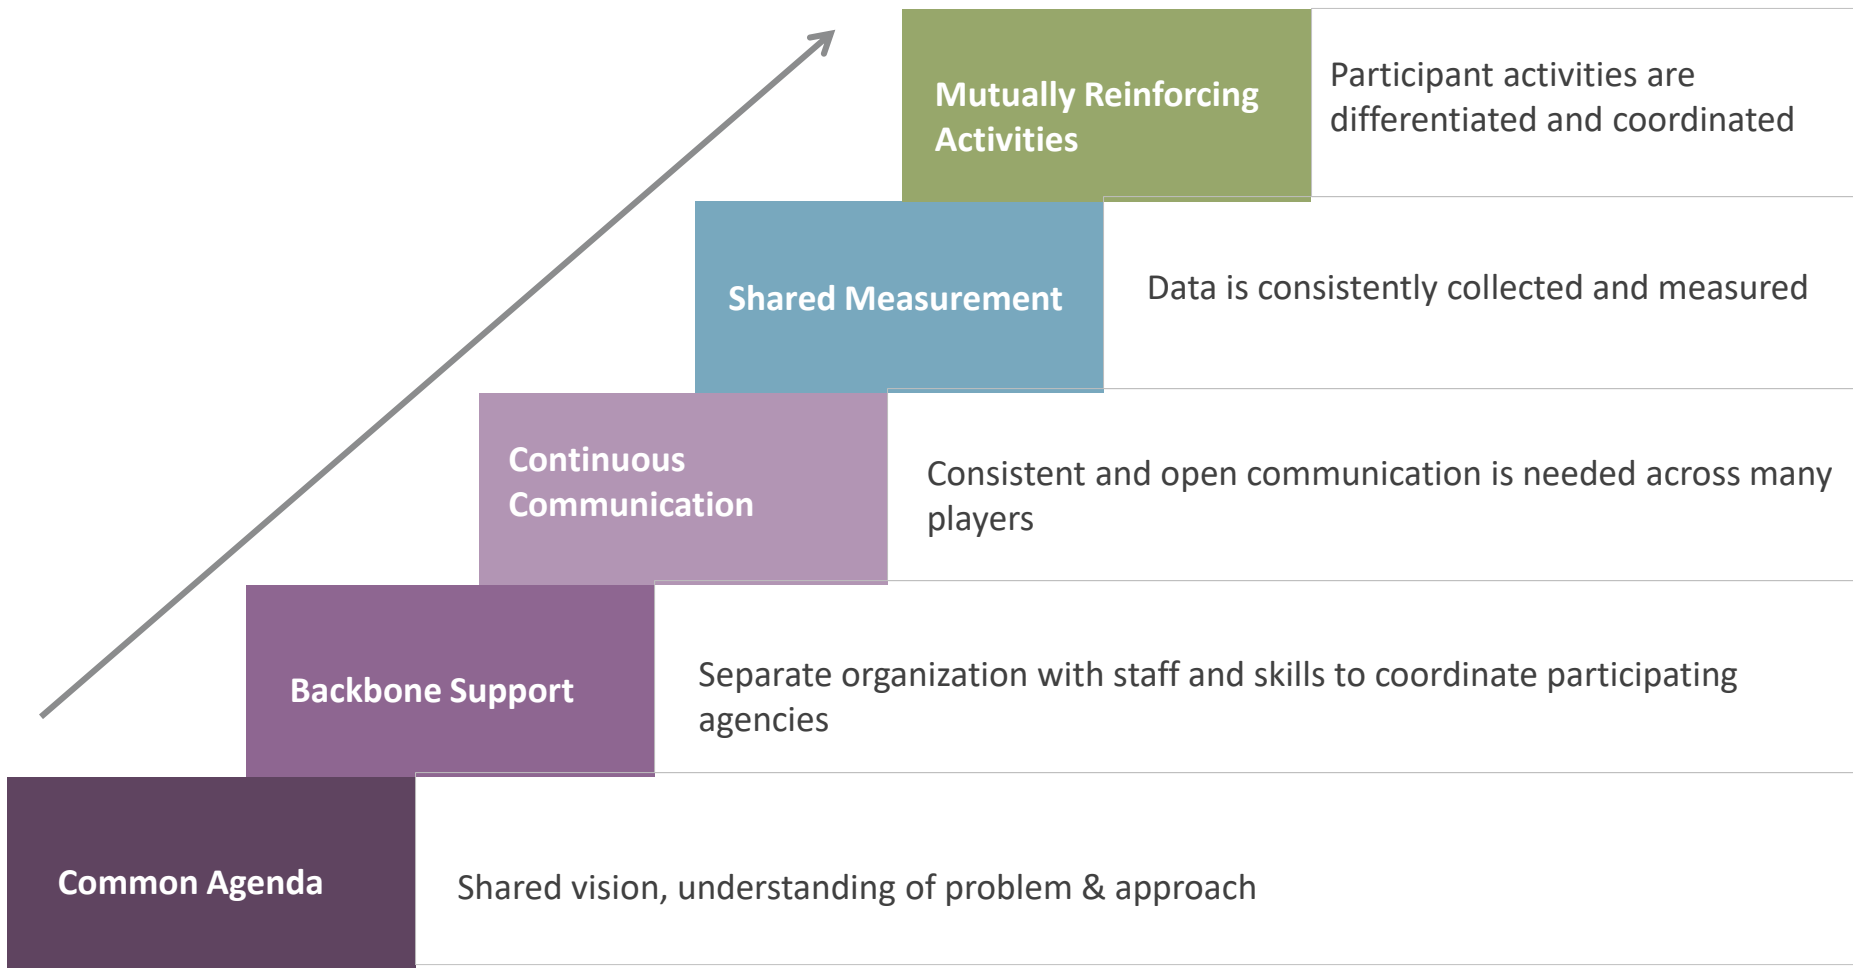 Mutually Reinforcing
Activities
Participant activities are
differentiated and coordinated
Shared Measurement
Data is consistently collected and measured
Continuous
Communication
Consistent and open communication is needed across many
players
Backbone Support
Separate organization with staff and skills to coordinate participating
agencies
Common Agenda
Shared vision, understanding of problem & approach